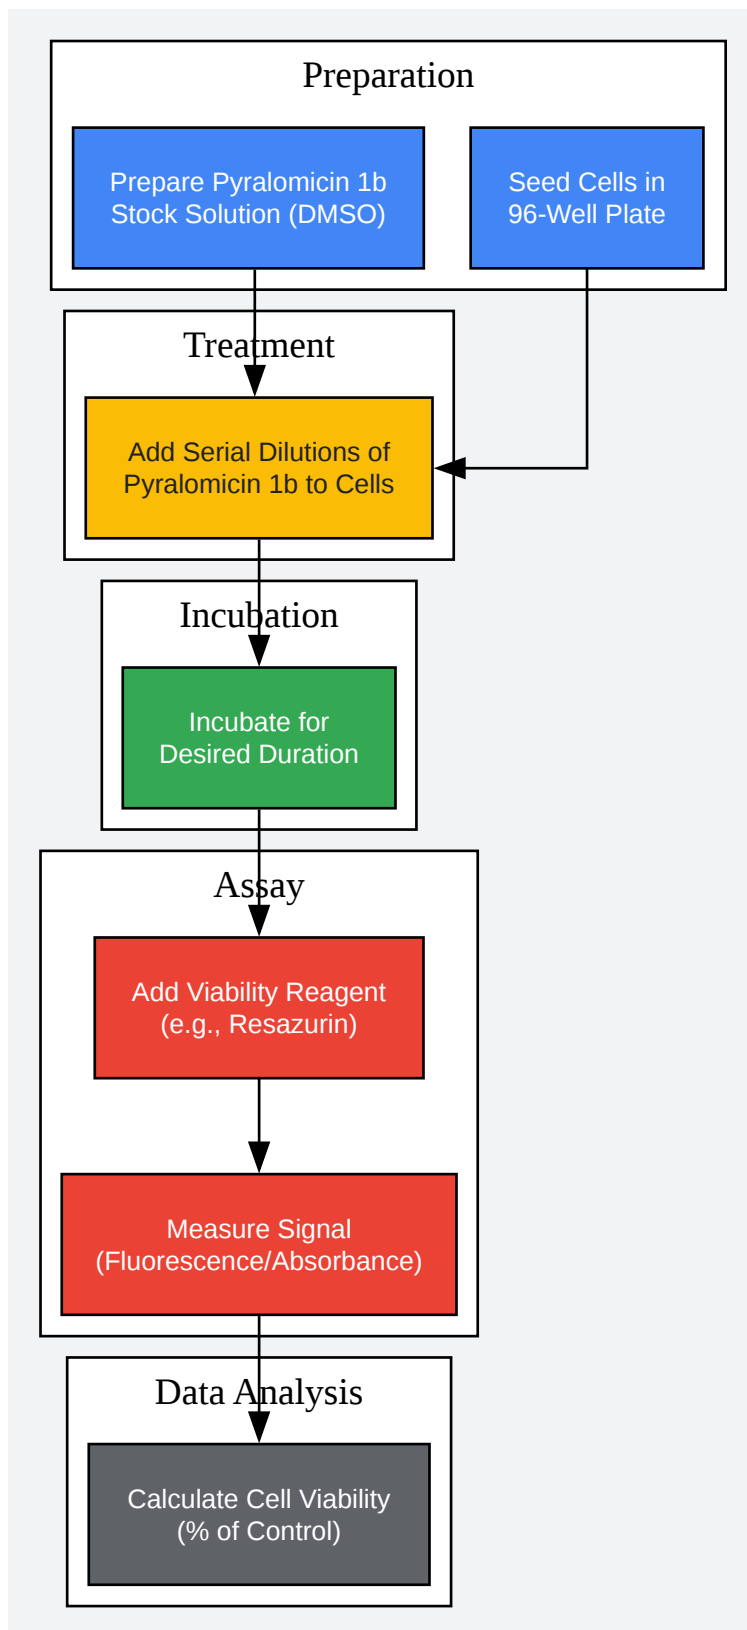 Preparation
Prepare Pyralomicin 1b
Stock Solution (DMSO)
Seed Cells in
96-Well Plate
Treatment
Add Serial Dilutions of
Pyralomicin 1b to Cells
Incubation
Incubate for
Desired Duration
Assay
Add Viability Reagent
(e.g., Resazurin)
Measure Signal
(Fluorescence/Absorbance)
Data Analysis
Calculate Cell Viability
(% of Control)